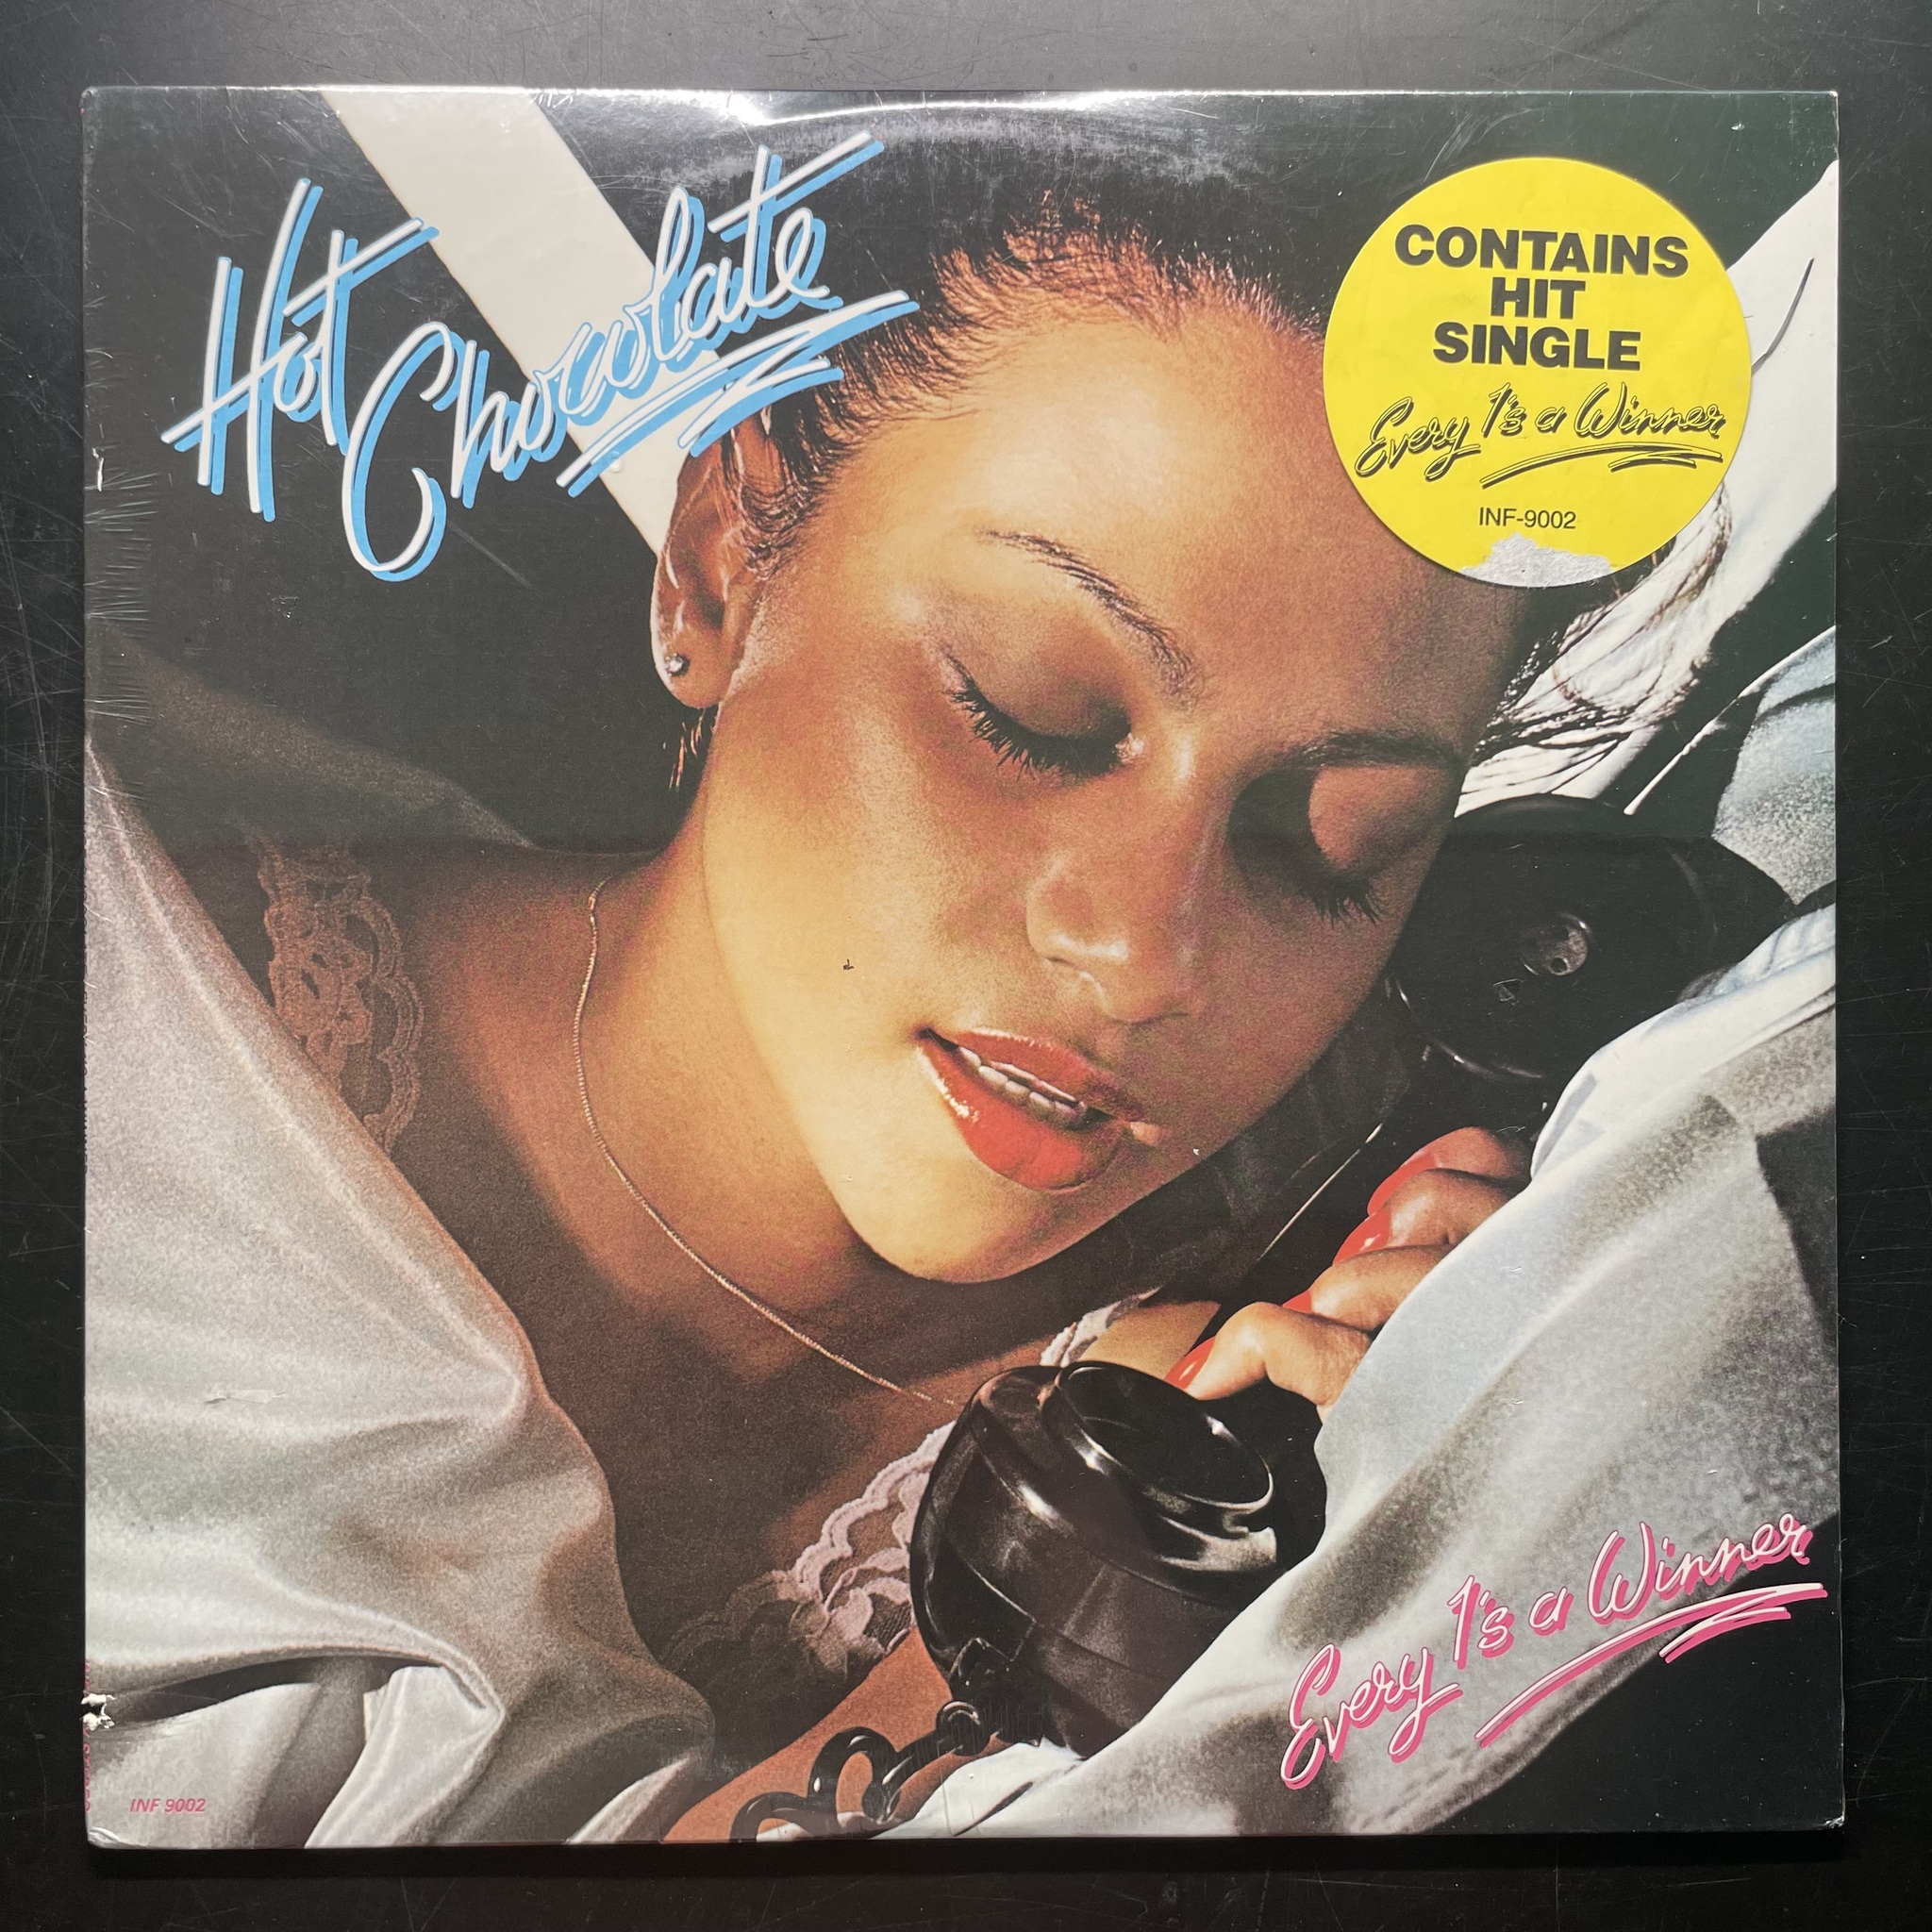 Hot
Chocolate
CONTAINS
HIT
SINGLE
Every 1's a Winner
INF-9002
Every 1's a Winner
INF 9002